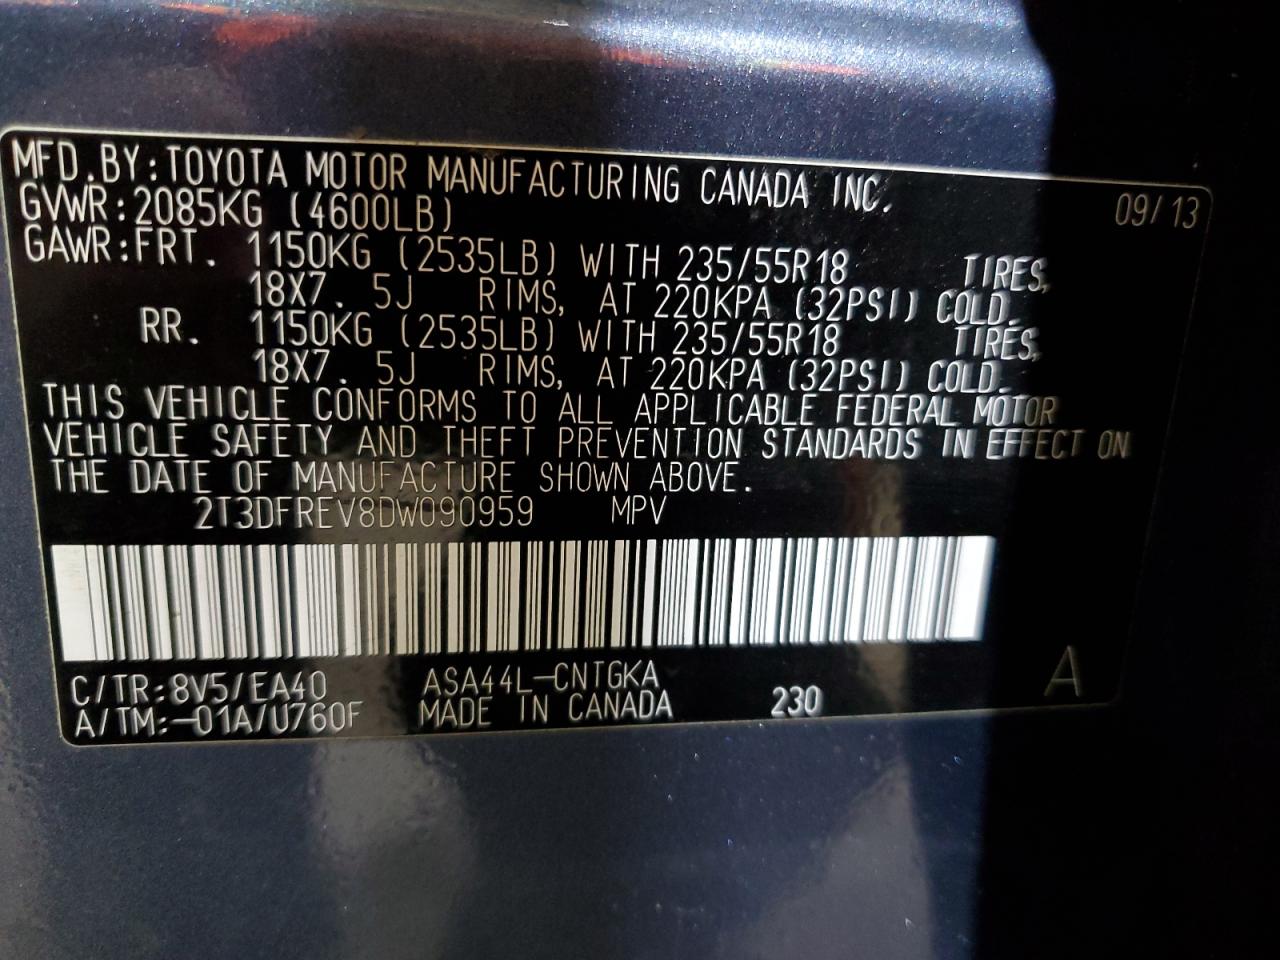 MFD.BY:TOYOTA MOTOR MANUFACTURING CANADA INC. 09/13
GVWR:2085KG (4600LB)
GAWR:FRT. 1150KG (2535LB) WITH 235/55R18 TIRES,
18X7.5J RIMS, AT 220KPA (32PSI) COLD.
RR. 1150KG (2535LB) WITH 235/55R18 TIRES,
18X7.5J RIMS, AT 220KPA (32PSI) COLD.
THIS VEHICLE CONFORMS TO ALL APPLICABLE FEDERAL MOTOR
VEHICLE SAFETY AND THEFT PREVENTION STANDARDS IN EFFECT ON
THE DATE OF MANUFACTURE SHOWN ABOVE.
2T3DFREV8DW090959 MPV
C/TR:8V5/EA40 ASA44L-CNTGKA A
A/TM:-01A/U760F MADE IN CANADA 230